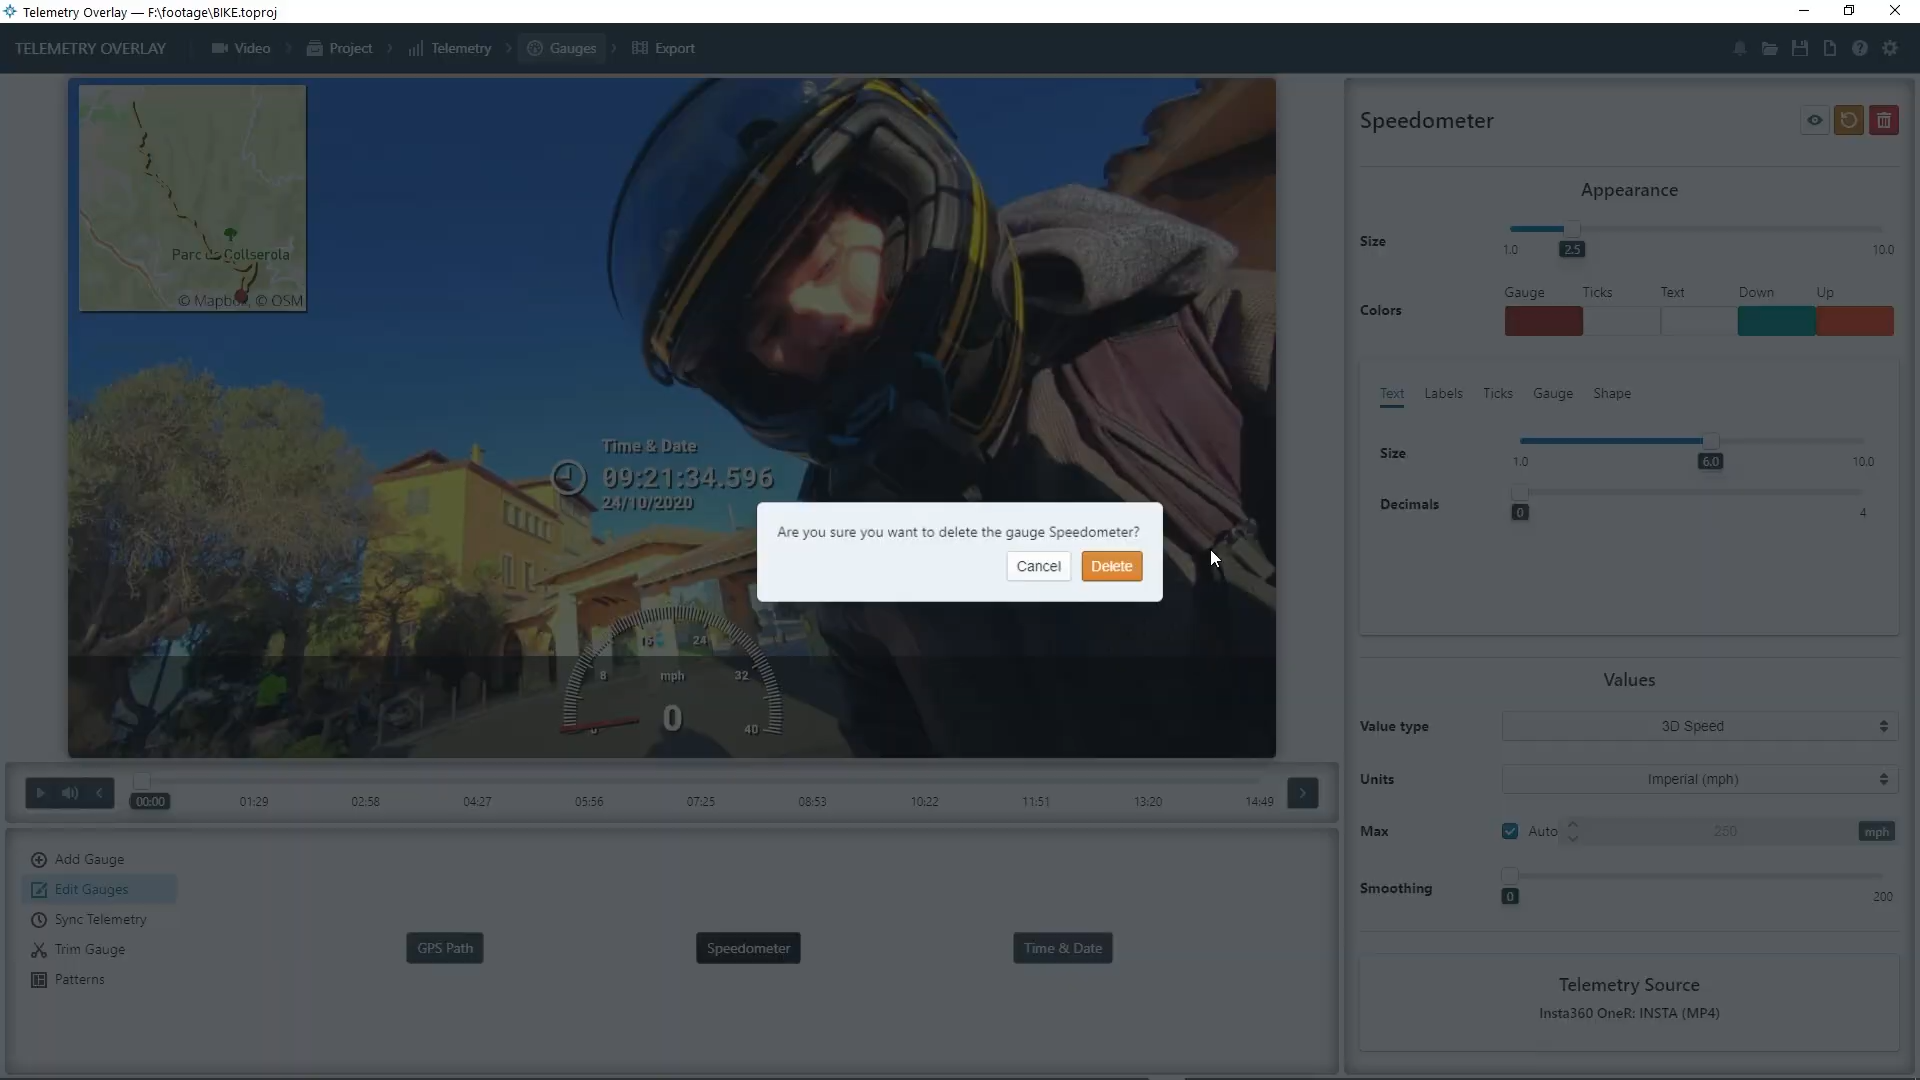 Telemetry Overlay — F:\footage\BIKE.toproj
TELEMETRY OVERLAY
Video
Project
Telemetry
Gauges
Export
Parc de Collserola
© Mapbox, © OSM
Time & Date
09:21:34.596
24/10/2020
Are you sure you want to delete the gauge Speedometer?
Cancel
Delete
16
24
8
mph
32
0
0
40
00:00
01:29
02:58
04:27
05:56
07:25
08:53
10:22
11:51
13:20
14:49
Add Gauge
Edit Gauges
Sync Telemetry
Trim Gauge
Patterns
GPS Path
Speedometer
Time & Date
Speedometer
Appearance
Size
1.0
2.5
10.0
Colors
Gauge
Ticks
Text
Down
Up
Text
Labels
Ticks
Gauge
Shape
Size
1.0
6.0
10.0
Decimals
0
4
Values
Value type
3D Speed
Units
Imperial (mph)
Max
Auto
250
mph
Smoothing
0
200
Telemetry Source
Insta360 OneR: INSTA (MP4)